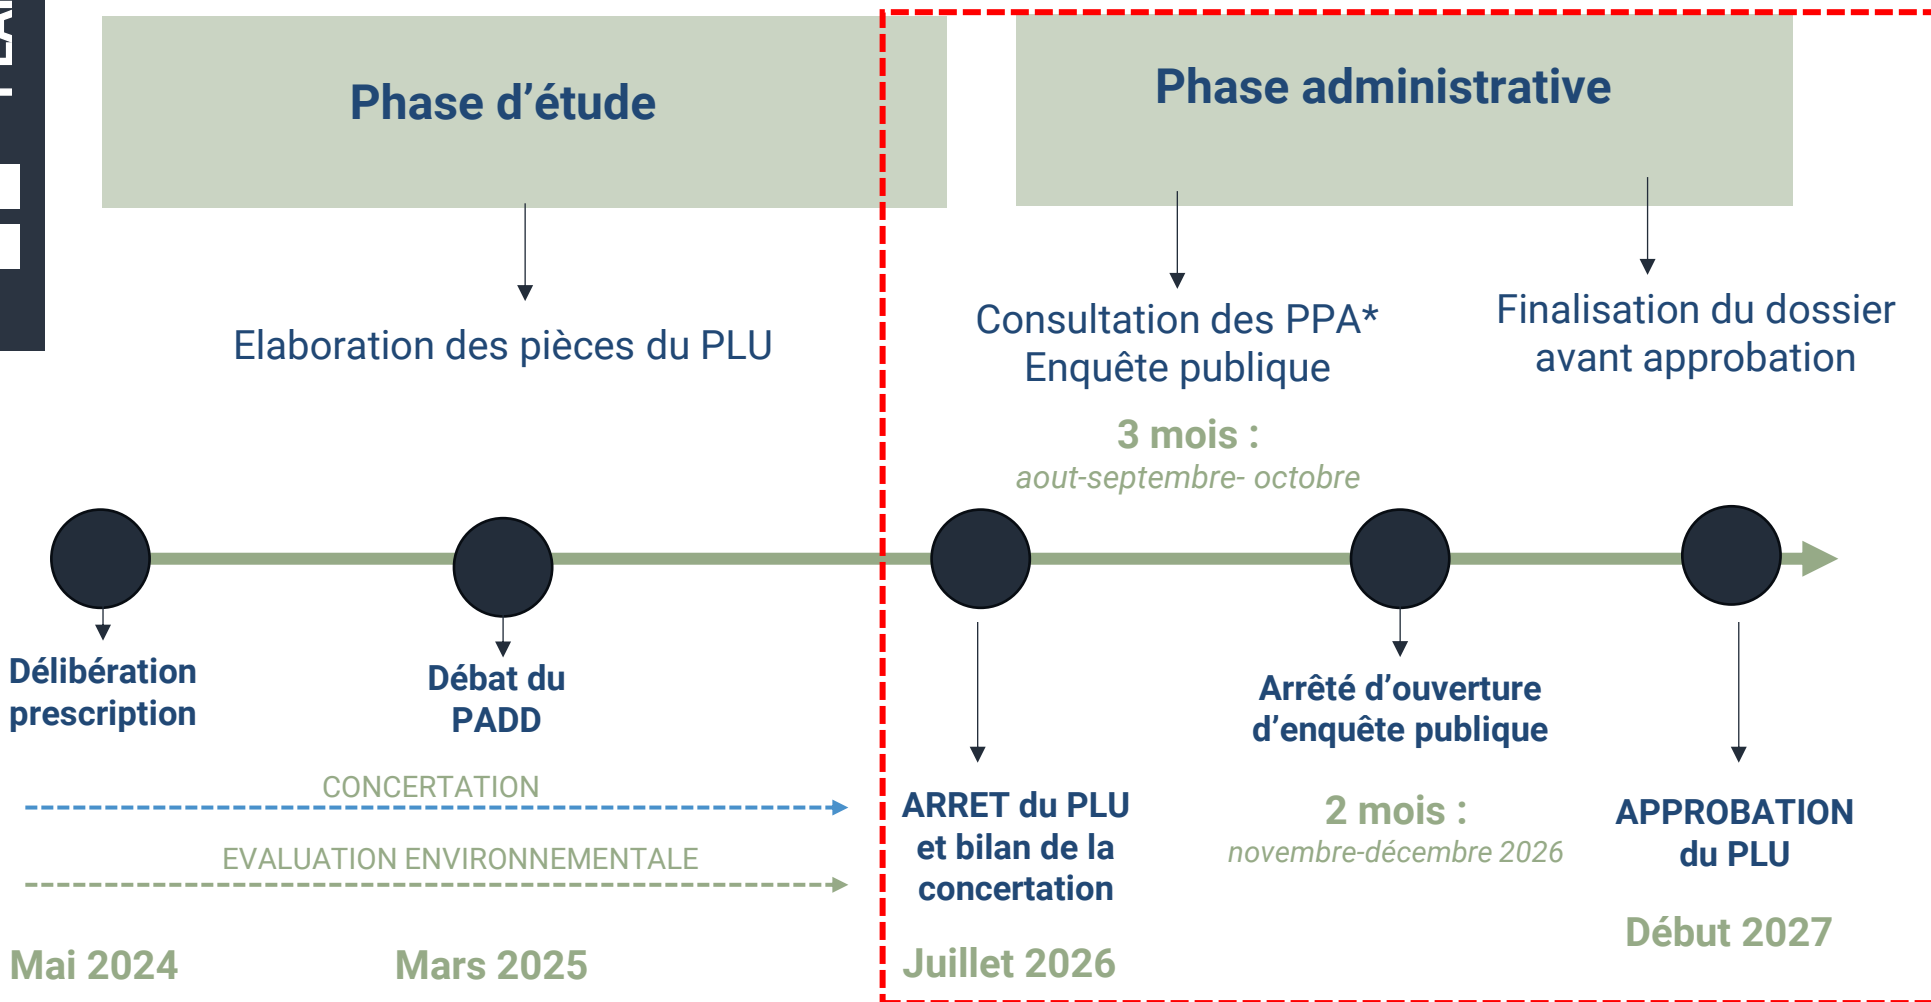 Phase d’étude
Phase administrative
Elaboration des pièces du PLU
Consultation des PPA*
Enquête publique
Finalisation du dossier
avant approbation
3 mois :
aout-septembre- octobre
Délibération
prescription
Débat du
PADD
Arrêté d’ouverture
d’enquête publique
CONCERTATION
EVALUATION ENVIRONNEMENTALE
ARRET du PLU
et bilan de la
concertation
2 mois :
novembre-décembre 2026
APPROBATION
du PLU
Mai 2024
Mars 2025
Juillet 2026
Début 2027